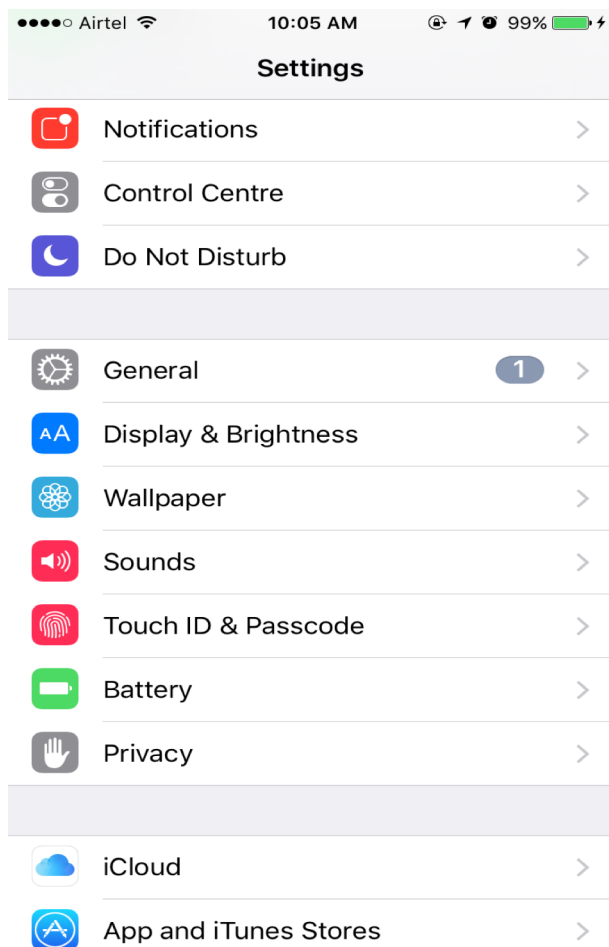 Airtel 10:05 AM 99%
Settings
Notifications
Control Centre
Do Not Disturb
General 1
AA Display & Brightness
Wallpaper
Sounds
Touch ID & Passcode
Battery
Privacy
iCloud
App and iTunes Stores